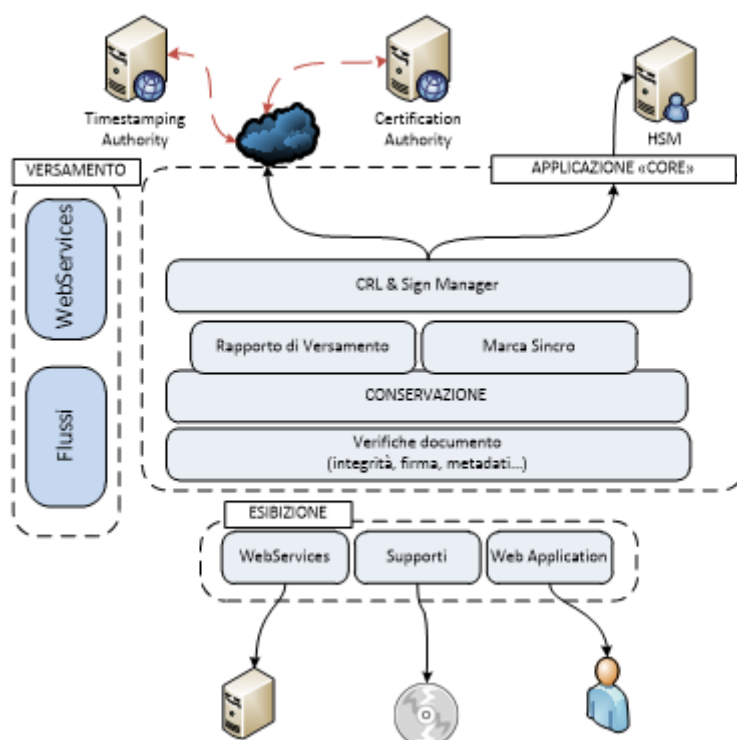 Timestamping
Authority
Certification
Authority
HSM
VERSAMENTO
APPLICAZIONE «CORE»
WebServices
Flussi
CRL & Sign Manager
Rapporto di Versamento
Marca Sincro
CONSERVAZIONE
Verifiche documento
(integrità, firma, metadati...)
ESIBIZIONE
WebServices
Supporti
Web Application